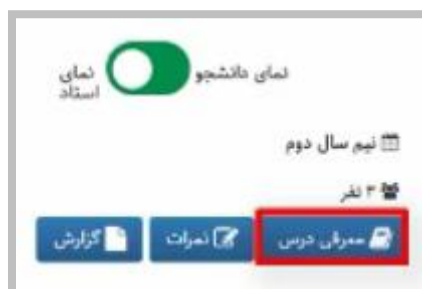 نمای دانشجو نمای استاد
نیم سال دوم
۳ نفر
معرفی درس نمرات گزارش